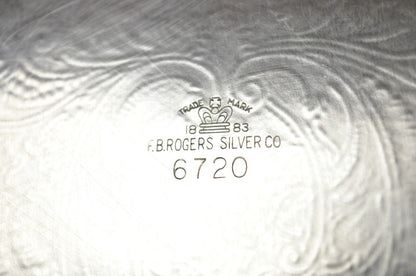 TRADE MARK
18 83
F.B.ROGERS SILVER CO
6720